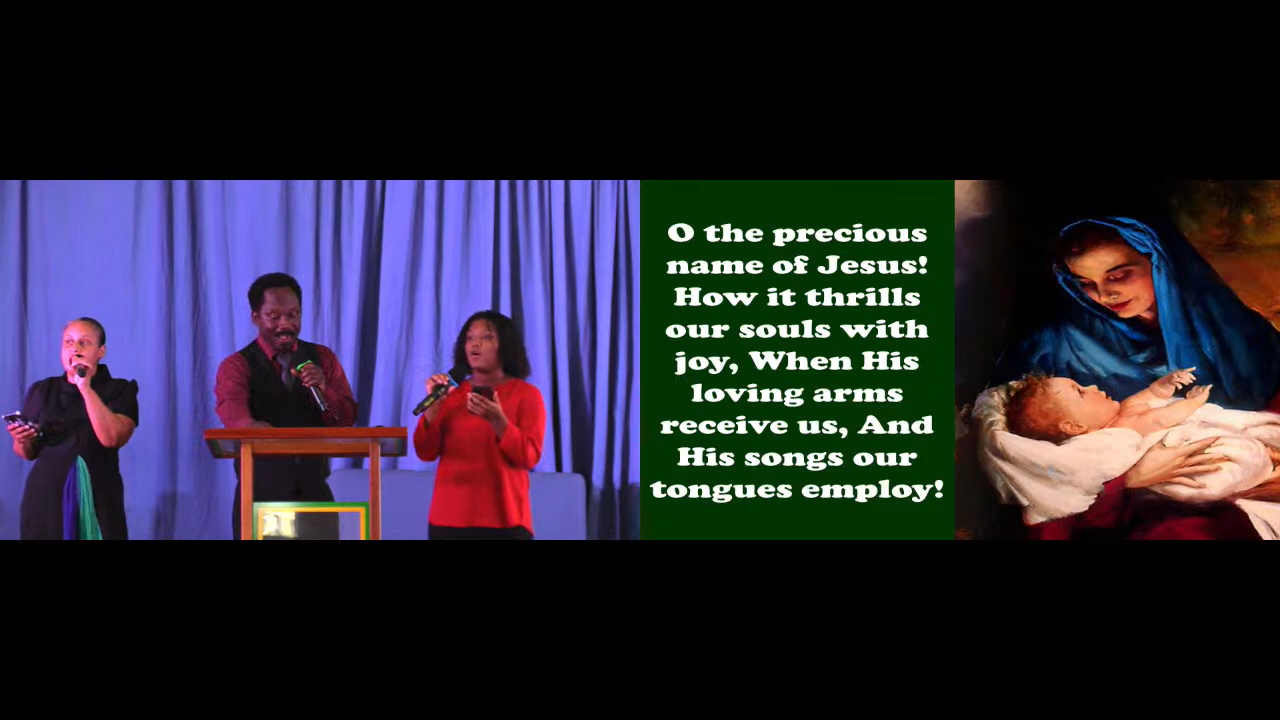 O the precious
name of Jesus!
How it thrills
our souls with
joy, When His
loving arms
receive us, And
His songs our
tongues employ!